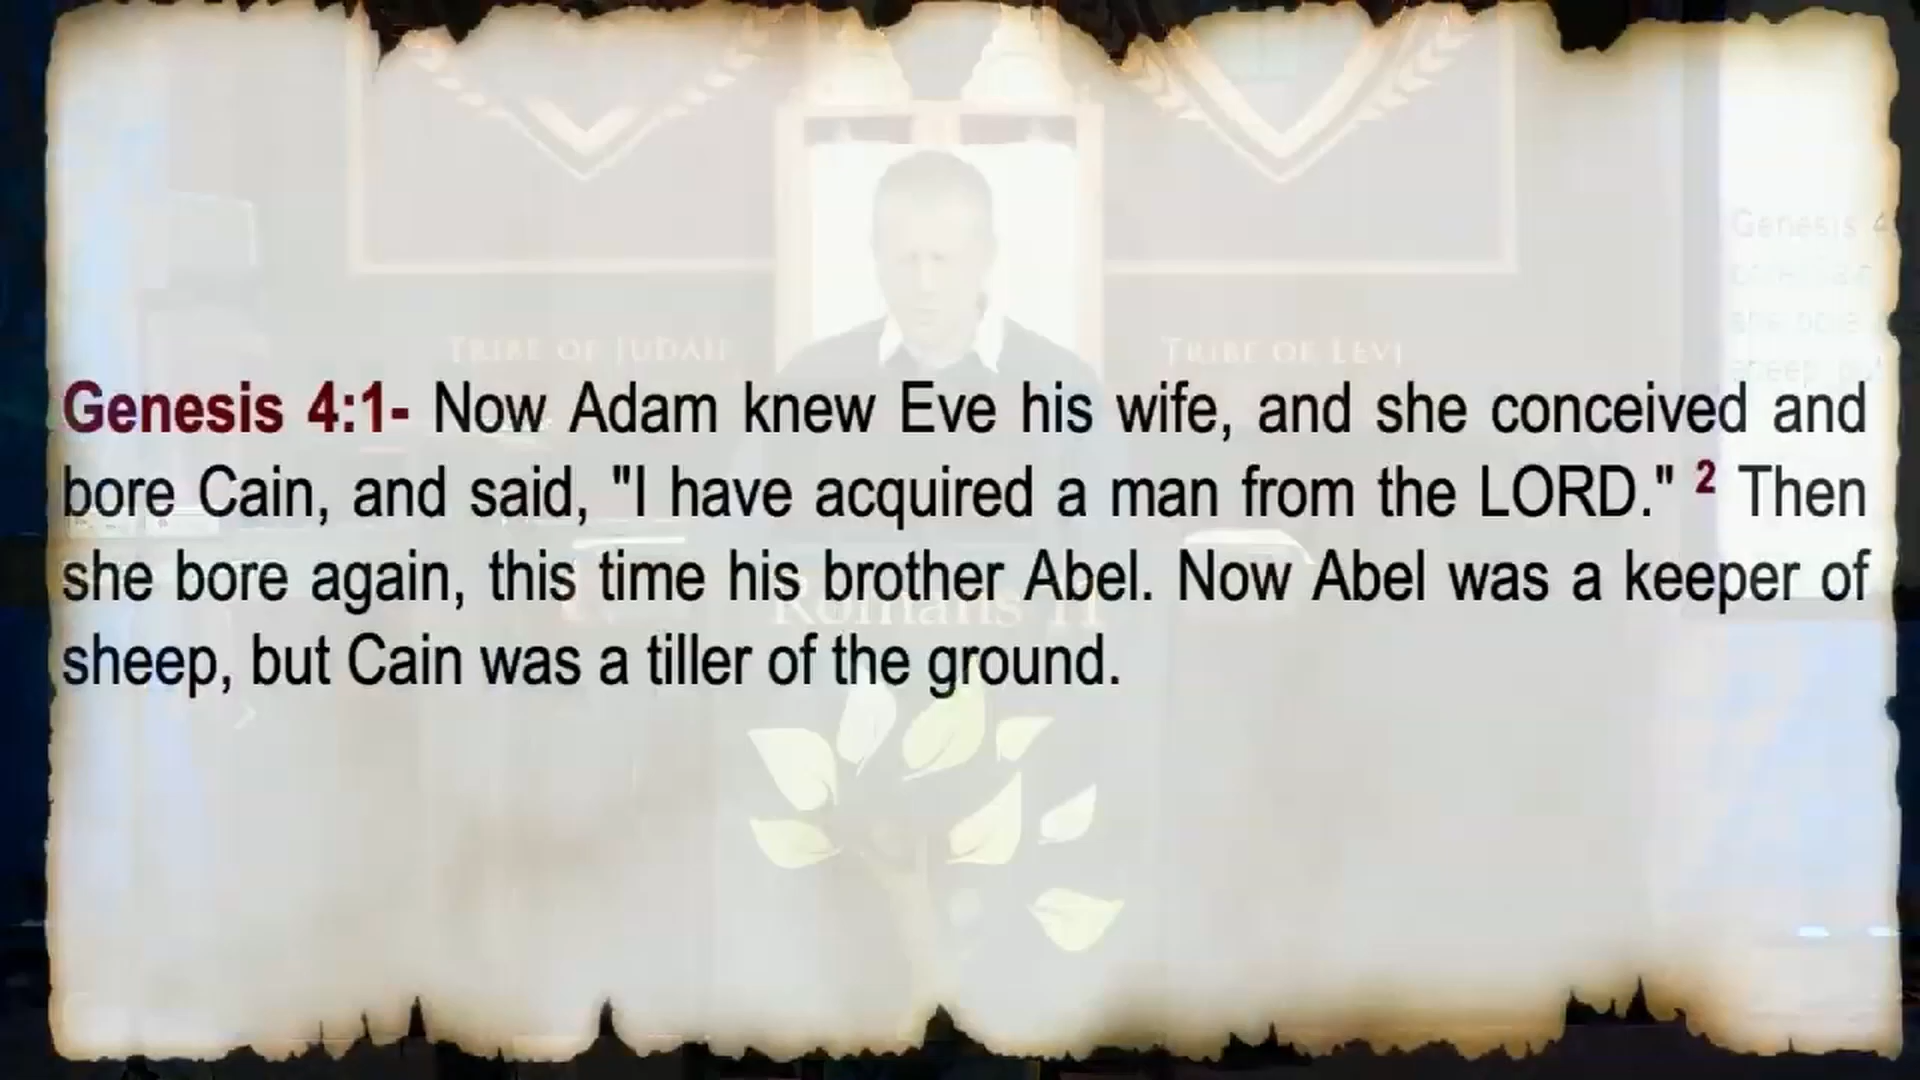 Genesis 4:1- Now Adam knew Eve his wife, and she conceived and
bore Cain, and said, "I have acquired a man from the LORD." 2 Then
she bore again, this time his brother Abel. Now Abel was a keeper of
sheep, but Cain was a tiller of the ground.
TRIBE OF JUDAH
TRIBE OF LEVI
Romans 11
Genesis 4